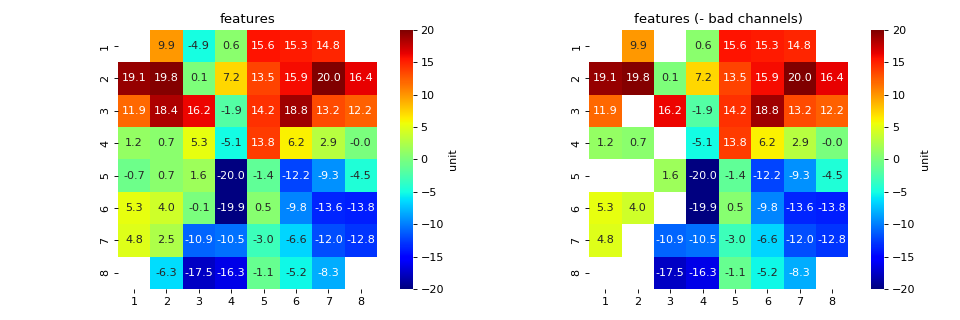 features
1 9.9 -4.9 0.6 15.6 15.3 14.8
2 19.1 19.8 0.1 7.2 13.5 15.9 20.0 16.4
3 11.9 18.4 16.2 -1.9 14.2 18.8 13.2 12.2
4 1.2 0.7 5.3 -5.1 13.8 6.2 2.9 -0.0
5 -0.7 0.7 1.6 -20.0 -1.4 -12.2 -9.3 -4.5
6 5.3 4.0 -0.1 -19.9 0.5 -9.8 -13.6 -13.8
7 4.8 2.5 -10.9 -10.5 -3.0 -6.6 -12.0 -12.8
8 -6.3 -17.5 -16.3 -1.1 -5.2 -8.3
1 2 3 4 5 6 7 8
20
15
10
5
0
−5
−10
−15
−20
unit
features (- bad channels)
1 9.9 0.6 15.6 15.3 14.8
2 19.1 19.8 0.1 7.2 13.5 15.9 20.0 16.4
3 11.9 16.2 -1.9 14.2 18.8 13.2 12.2
4 1.2 0.7 -5.1 13.8 6.2 2.9 -0.0
5 1.6 -20.0 -1.4 -12.2 -9.3 -4.5
6 5.3 4.0 -19.9 0.5 -9.8 -13.6 -13.8
7 4.8 -10.9 -10.5 -3.0 -6.6 -12.0 -12.8
8 -17.5 -16.3 -1.1 -5.2 -8.3
1 2 3 4 5 6 7 8
20
15
10
5
0
−5
−10
−15
−20
unit